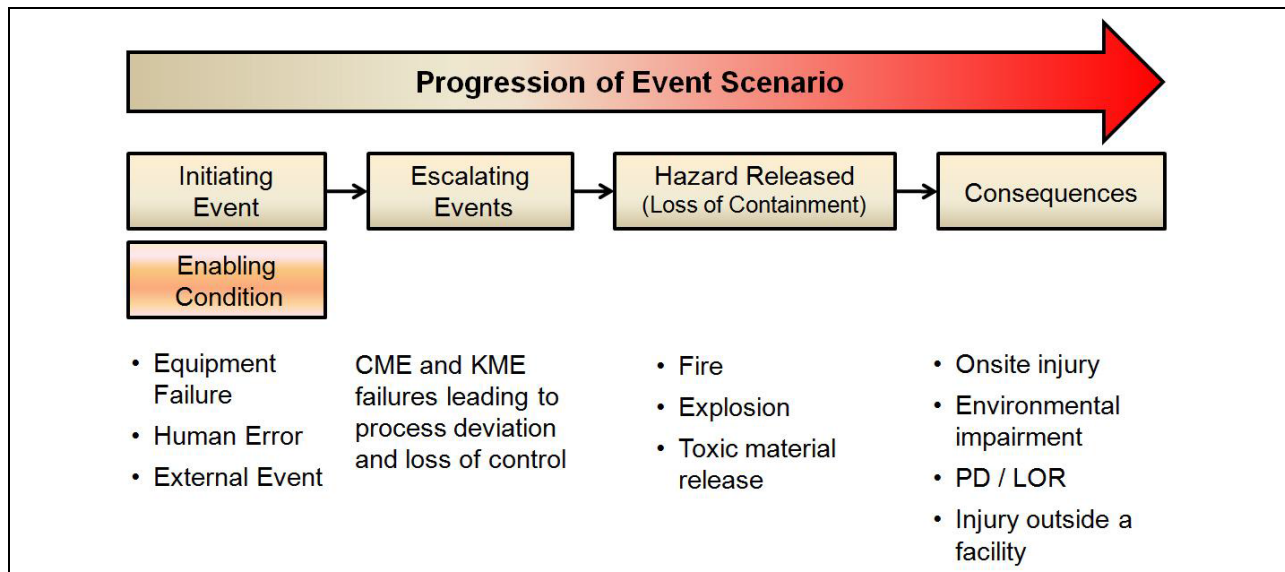 Progression of Event Scenario
Initiating
Event
Escalating
Events
Hazard Released
(Loss of Containment)
Consequences
Enabling
Condition
• Equipment
Failure
• Human Error
• External Event
CME and KME
failures leading to
process deviation
and loss of control
• Fire
• Explosion
• Toxic material
release
• Onsite injury
• Environmental
impairment
• PD / LOR
• Injury outside a
facility